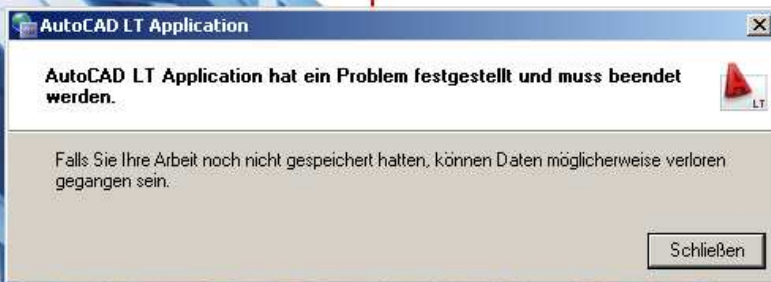 AutoCAD LT Application
AutoCAD LT Application hat ein Problem festgestellt und muss beendet
werden.
LT
Falls Sie Ihre Arbeit noch nicht gespeichert hatten, können Daten möglicherweise verloren
gegangen sein.
Schließen